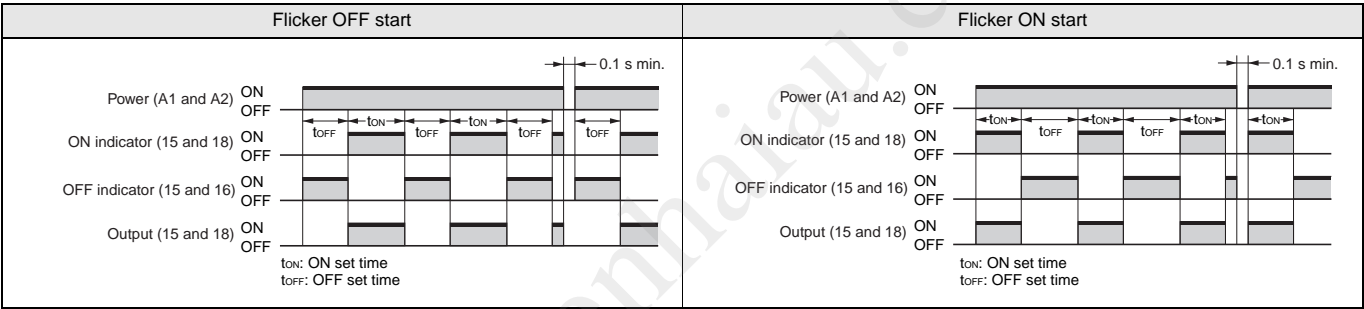 Flicker OFF start
0.1 s min.
Power (A1 and A2) ON
OFF
tOFF tON tOFF tON tOFF tOFF
ON indicator (15 and 18) ON
OFF
OFF indicator (15 and 16) ON
OFF
Output (15 and 18) ON
OFF
tON: ON set time
tOFF: OFF set time
Flicker ON start
0.1 s min.
Power (A1 and A2) ON
OFF
tON tOFF tON tOFF tON tON
ON indicator (15 and 18) ON
OFF
OFF indicator (15 and 16) ON
OFF
Output (15 and 18) ON
OFF
tON: ON set time
tOFF: OFF set time
enhaiau.c